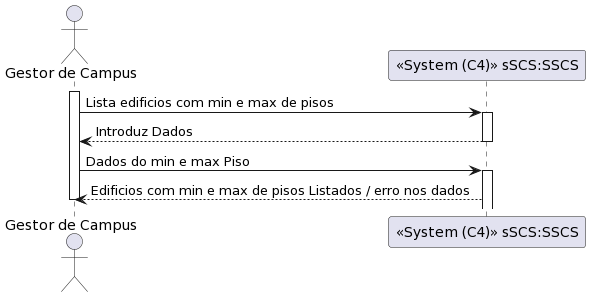 Gestor de Campus
«System (C4)» sSCS:SSCS
Lista edificios com min e max de pisos
Introduz Dados
Dados do min e max Piso
Edificios com min e max de pisos Listados / erro nos dados
Gestor de Campus
«System (C4)» sSCS:SSCS